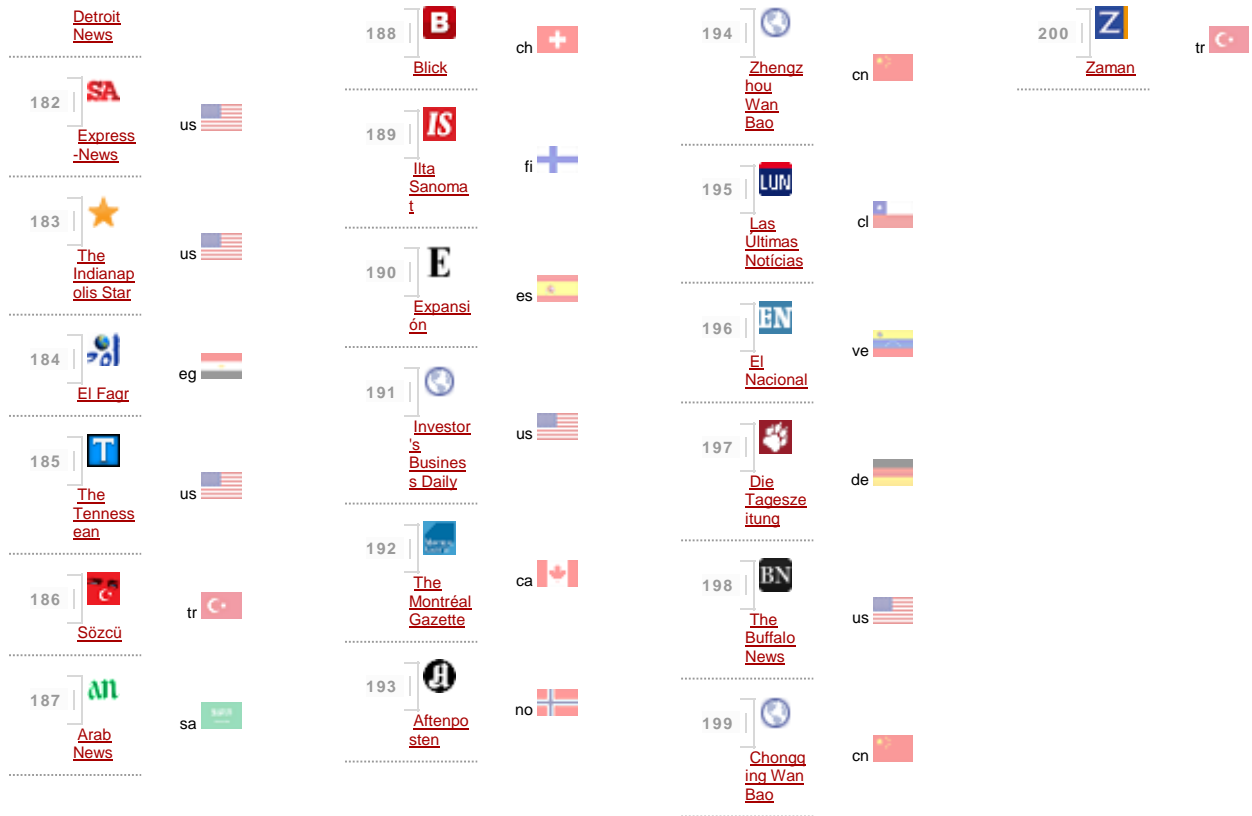 Detroit
News
182
SA
us
Express
-News
183
us
The
Indianap
olis Star
184
eg
El Fagr
185
T
us
The
Tenness
ean
186
tr
Sözcü
187
an
sa
Arab
News
188
B
ch
Blick
189
IS
fi
Ilta
Sanoma
t
190
E
es
Expansi
ón
191
us
Investor
's
Busines
s Daily
192
ca
The
Montréal
Gazette
193
A
no
Aftenpo
sten
194
cn
Zhengz
hou
Wan
Bao
195
LUN
cl
Las
Últimas
Notícias
196
EN
ve
El
Nacional
197
de
Die
Tagesze
itung
198
BN
us
The
Buffalo
News
199
cn
Chongq
ing Wan
Bao
200
Z
tr
Zaman